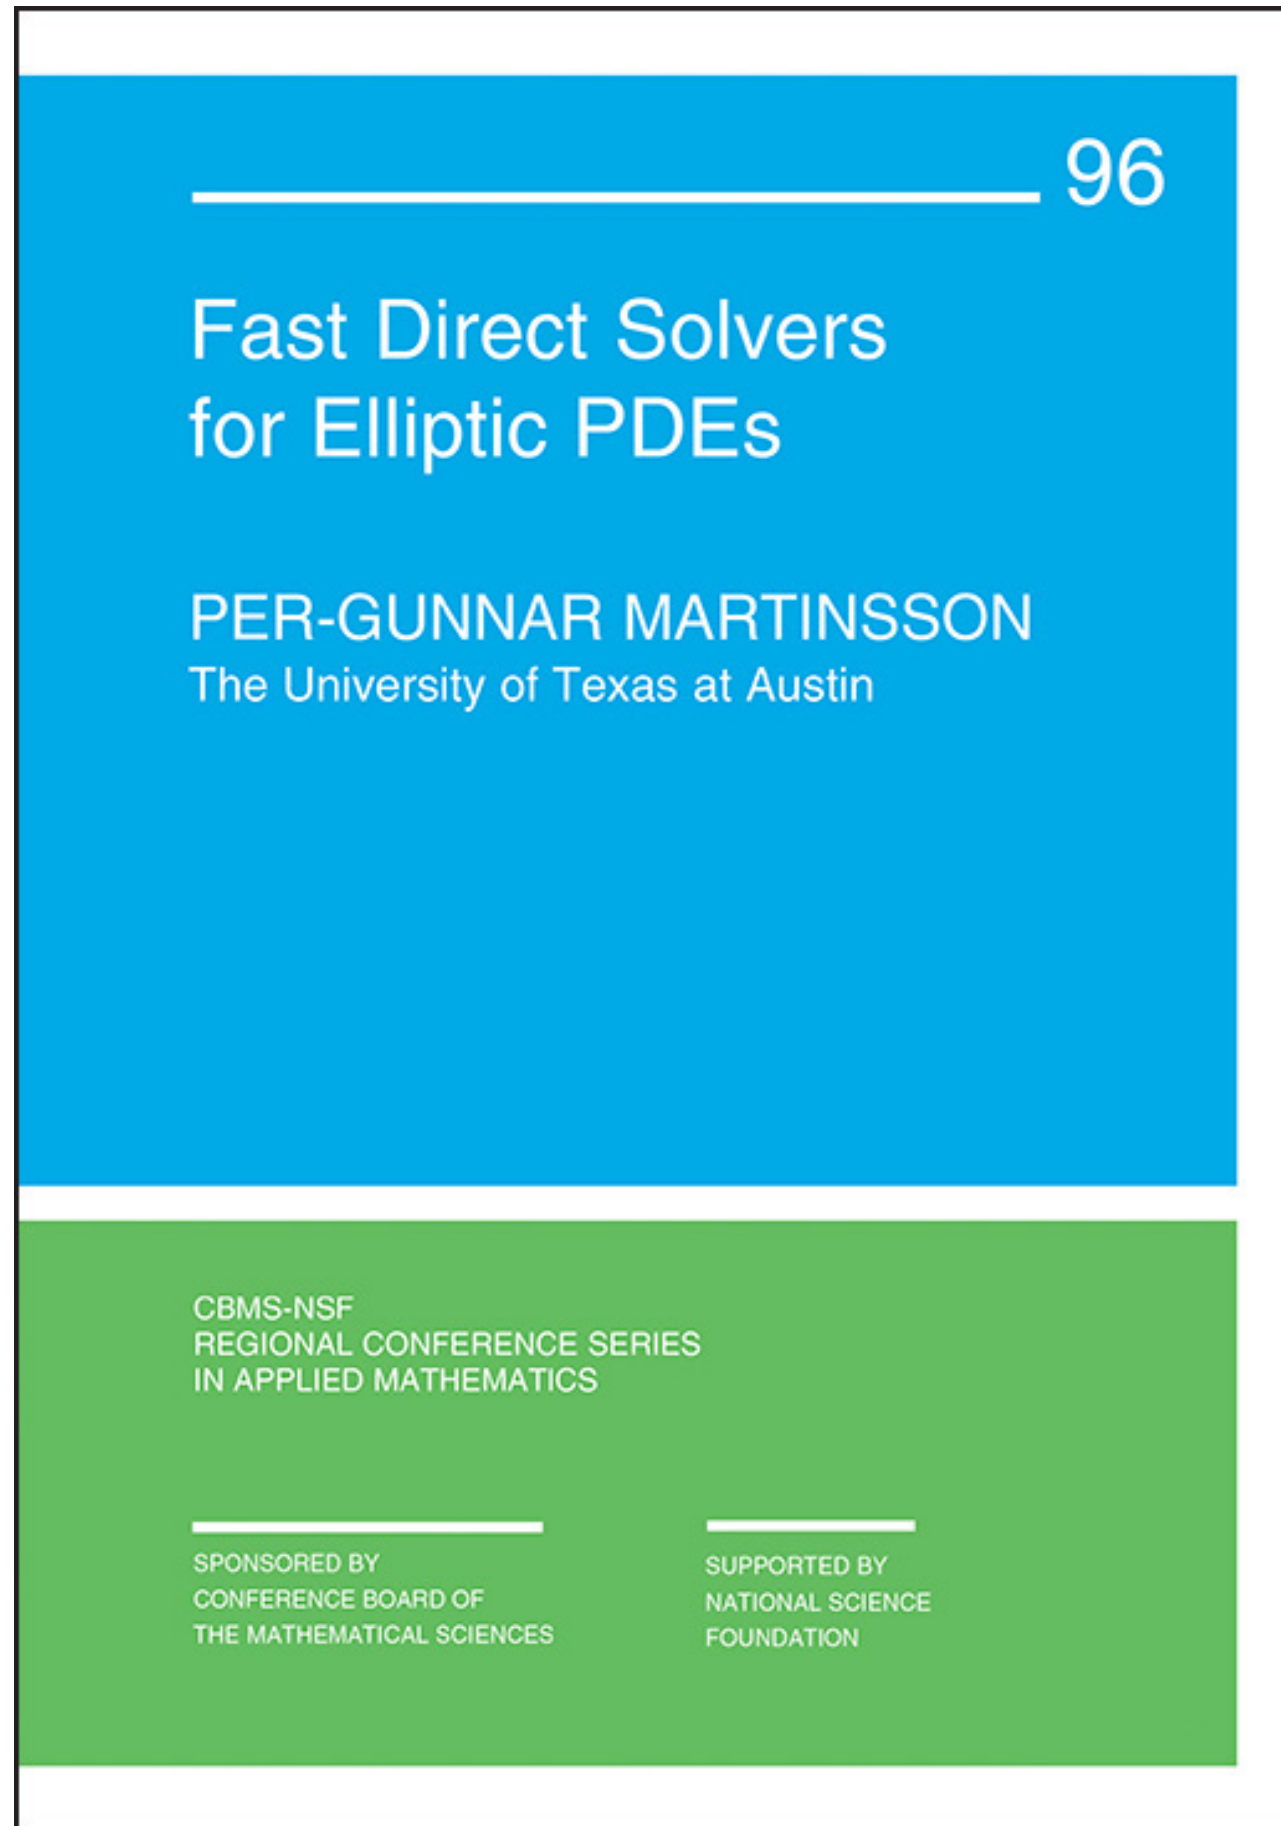 96
Fast Direct Solvers
for Elliptic PDEs
PER-GUNNAR MARTINSSON
The University of Texas at Austin
CBMS-NSF
REGIONAL CONFERENCE SERIES
IN APPLIED MATHEMATICS
SPONSORED BY
CONFERENCE BOARD OF
THE MATHEMATICAL SCIENCES
SUPPORTED BY
NATIONAL SCIENCE
FOUNDATION